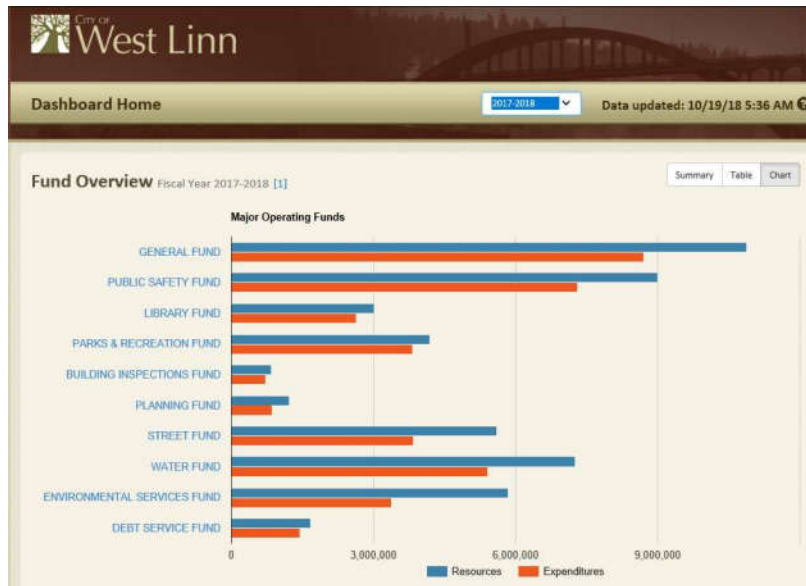 CITY OF
West Linn
Dashboard Home
2017-2018
Data updated: 10/19/18 5:36 AM
Fund Overview Fiscal Year 2017-2018 [1]
Summary Table Chart
Major Operating Funds
GENERAL FUND
PUBLIC SAFETY FUND
LIBRARY FUND
PARKS & RECREATION FUND
BUILDING INSPECTIONS FUND
PLANNING FUND
STREET FUND
WATER FUND
ENVIRONMENTAL SERVICES FUND
DEBT SERVICE FUND
0 3,000,000 6,000,000 9,000,000
Resources Expenditures